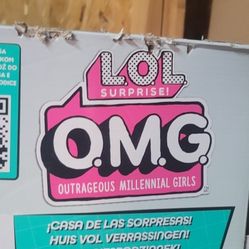 L.O.L.
SURPRISE!
O.M.G.
OUTRAGEOUS MILLENNIAL GIRLS
¡CASA DE LAS SORPRESAS!
HUIS VOL VERRASSINGEN!